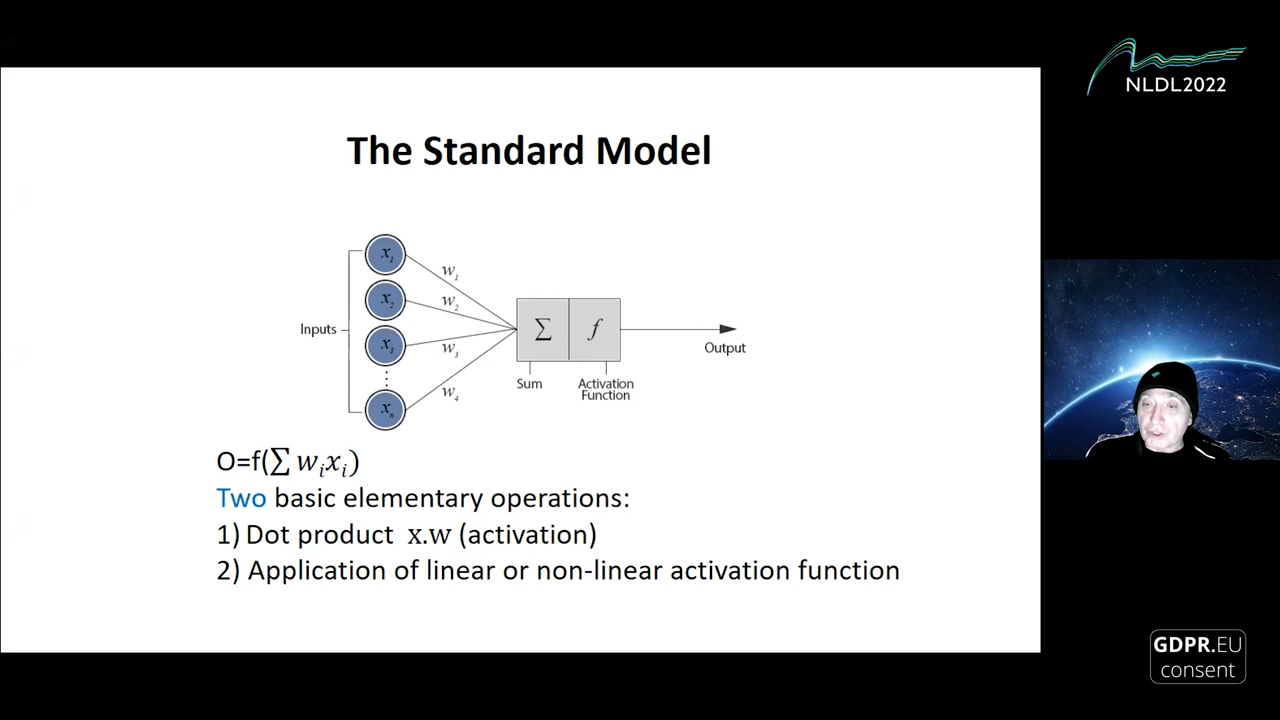 NLDL2022
The Standard Model
x1
w1
x2
w2
Inputs
x3
Σ
f
w3
Output
Sum
Activation
Function
w4
xn
O=f(∑ wixi)
Two basic elementary operations:
1) Dot product x.w (activation)
2) Application of linear or non-linear activation function
GDPR.EU
consent